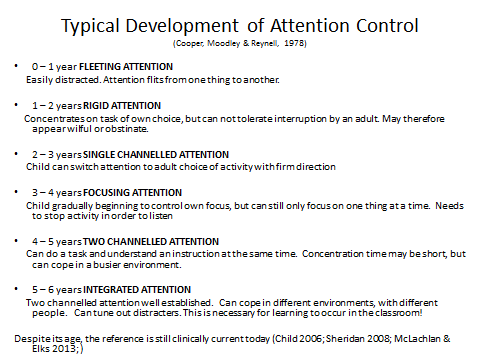 Typical Development of Attention Control
(Cooper, Moodley & Reynell, 1978)
• 0 – 1 year FLEETING ATTENTION
Easily distracted. Attention flits from one thing to another.
• 1 – 2 years RIGID ATTENTION
Concentrates on task of own choice, but can not tolerate interruption by an adult. May therefore
appear wilful or obstinate.
• 2 – 3 years SINGLE CHANNELLED ATTENTION
Child can switch attention to adult choice of activity with firm direction
• 3 – 4 years FOCUSING ATTENTION
Child gradually beginning to control own focus, but can still only focus on one thing at a time. Needs
to stop activity in order to listen
• 4 – 5 years TWO CHANNELLED ATTENTION
Can do a task and understand an instruction at the same time. Concentration time may be short, but
can cope in a busier environment.
• 5 – 6 years INTEGRATED ATTENTION
Two channelled attention well established. Can cope in different environments, with different
people. Can tune out distracters. This is necessary for learning to occur in the classroom!
Despite its age, the reference is still clinically current today (Child 2006; Sheridan 2008; McLachlan &
Elks 2013; )